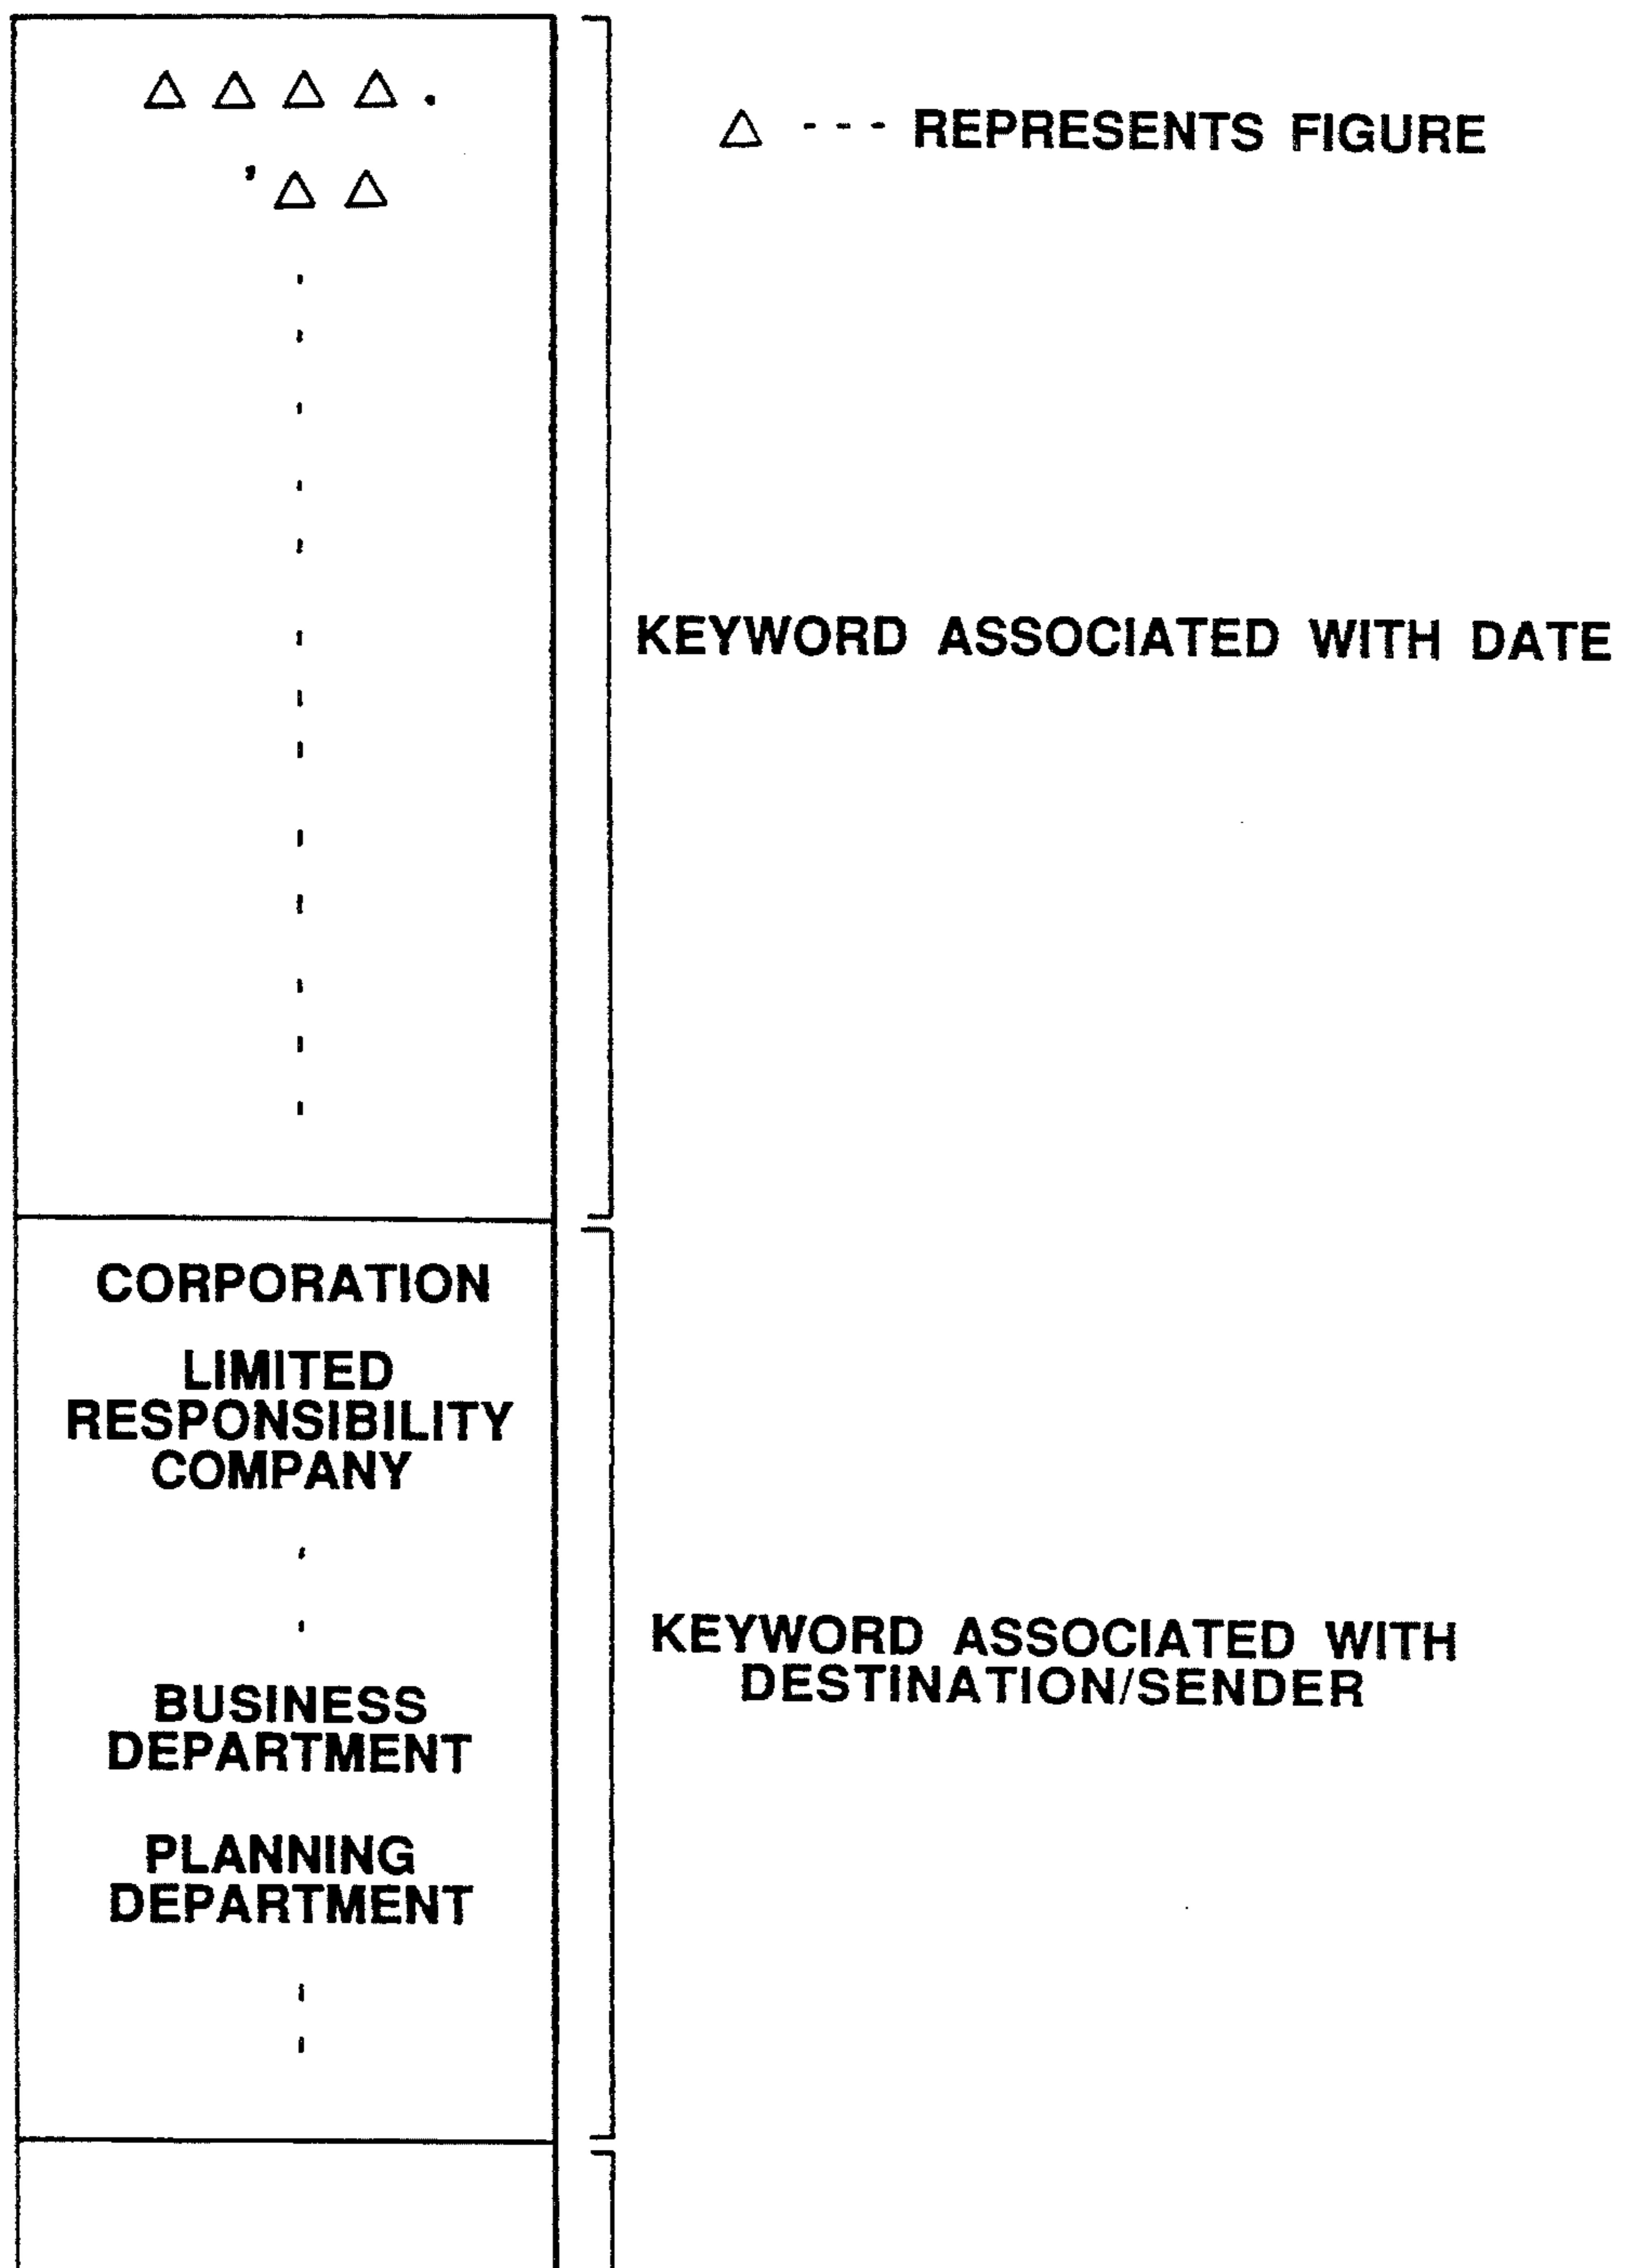 △ △ △ △ .
' △ △
△ --- REPRESENTS FIGURE
KEYWORD ASSOCIATED WITH DATE
CORPORATION
LIMITED
RESPONSIBILITY
COMPANY
BUSINESS
DEPARTMENT
PLANNING
DEPARTMENT
KEYWORD ASSOCIATED WITH
DESTINATION/SENDER